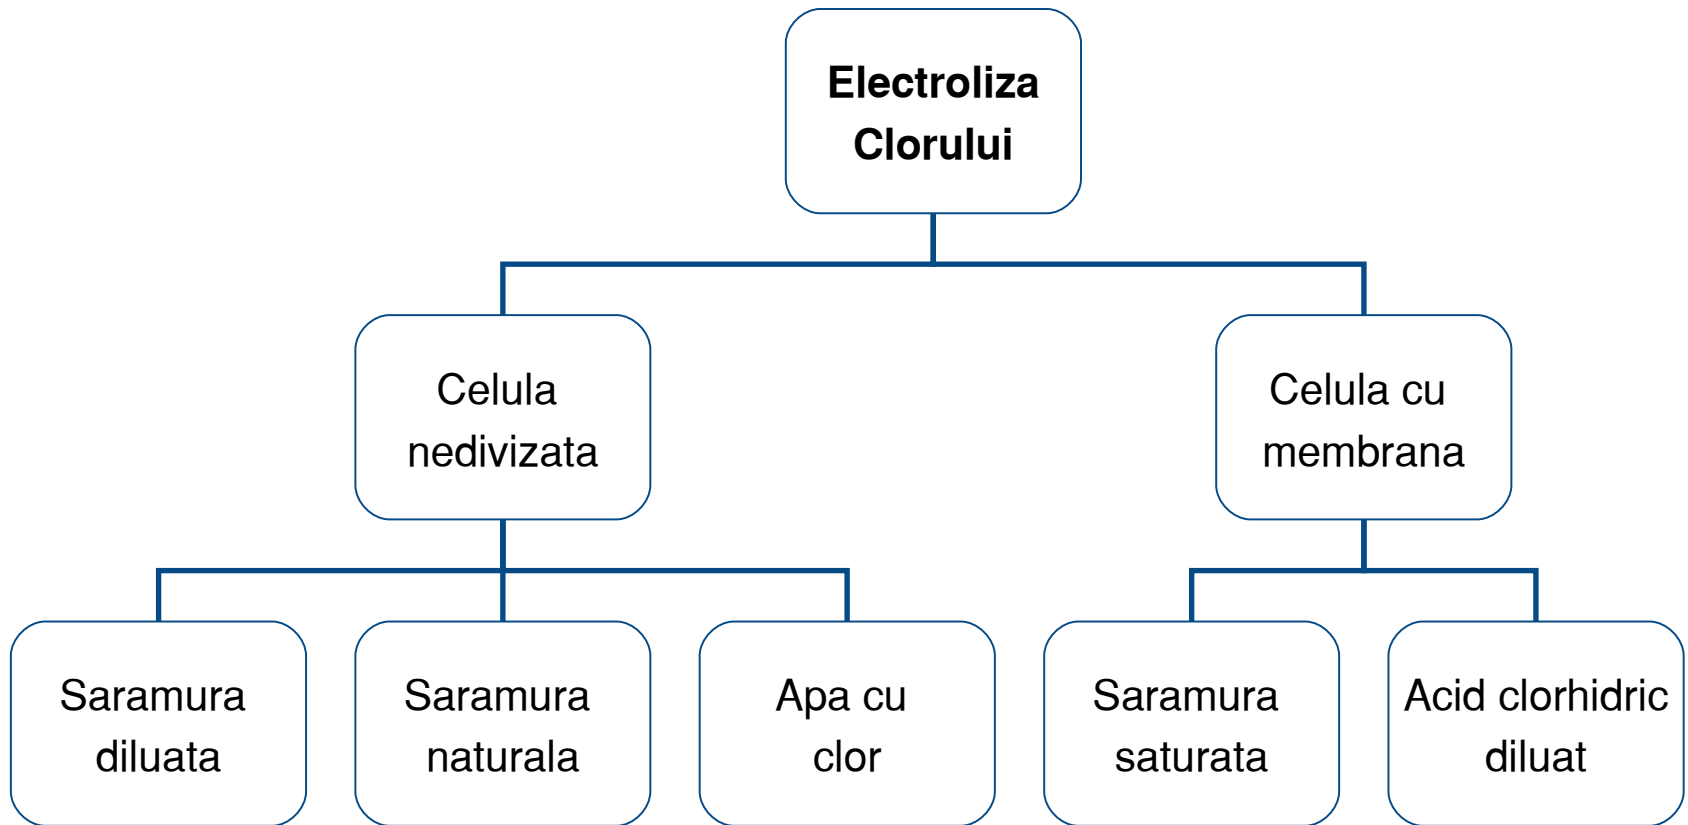 Electroliza
Clorului
Celula
nedivizata
Celula cu
membrana
Saramura
diluata
Saramura
naturala
Apa cu
clor
Saramura
saturata
Acid clorhidric
diluat